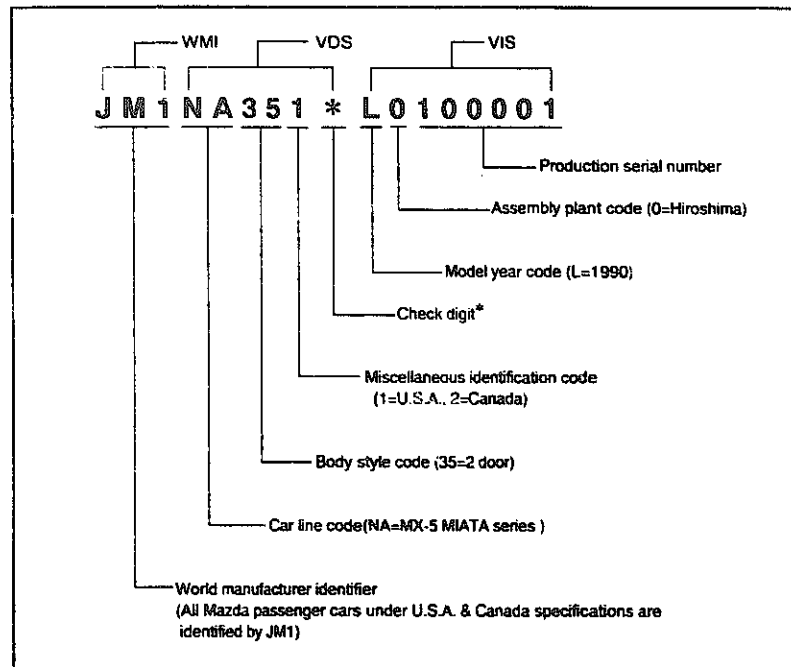 WMI VDS VIS
JM1NA351*L0100001
Production serial number
Assembly plant code (0=Hiroshima)
Model year code (L=1990)
Check digit*
Miscellaneous identification code
(1=U.S.A., 2=Canada)
Body style code (35=2 door)
Car line code(NA=MX-5 MIATA series )
World manufacturer identifier
(All Mazda passenger cars under U.S.A. & Canada specifications are
identified by JM1)